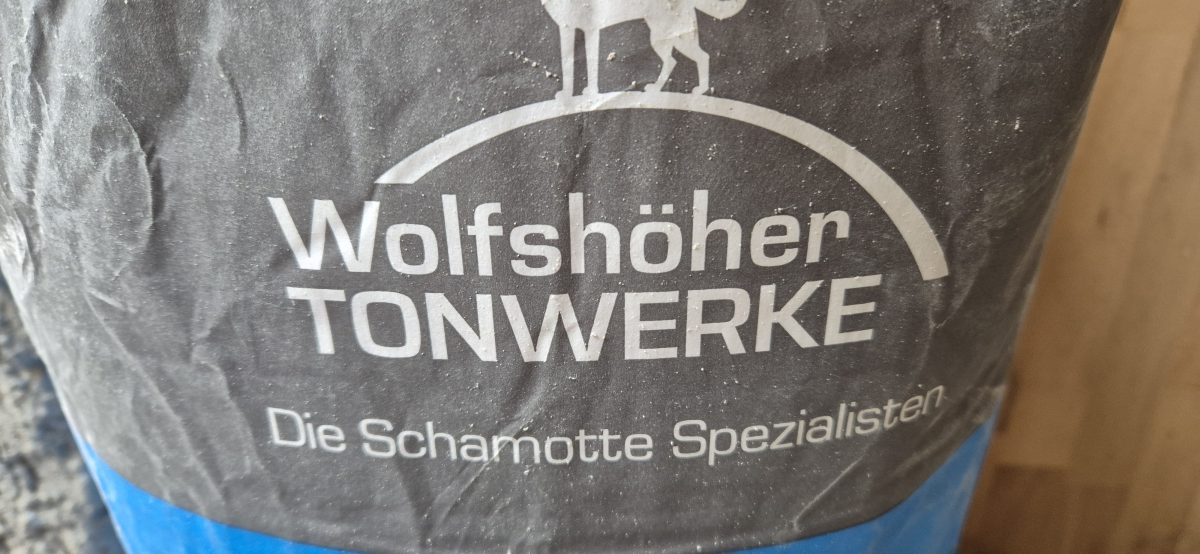 Wolfshöher
TONWERKE
Die Schamotte Spezialisten